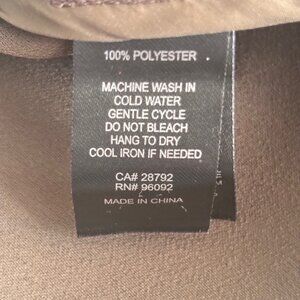 100% POLYESTER
MACHINE WASH IN
COLD WATER
GENTLE CYCLE
DO NOT BLEACH
HANG TO DRY
COOL IRON IF NEEDED
CA# 28792
RN# 96092
MADE IN CHINA